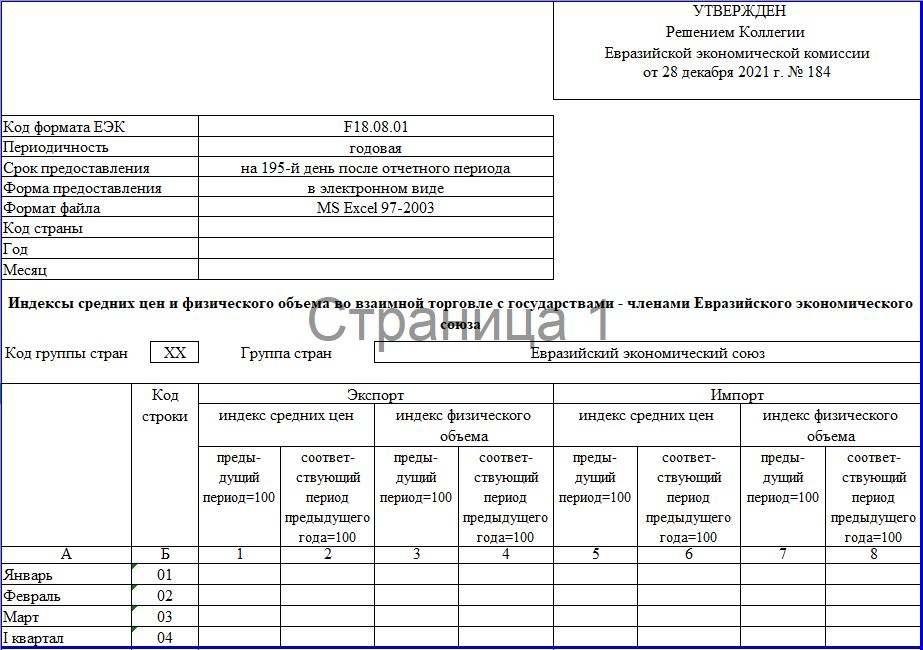 УТВЕРЖДЕН
Решением Коллегии
Евразийской экономической комиссии
от 28 декабря 2021 г. № 184
Код формата ЕЭК F18.08.01
Периодичность годовая
Срок предоставления на 195-й день после отчетного периода
Форма предоставления в электронном виде
Формат файла MS Excel 97-2003
Код страны
Год
Месяц
Индексы средних цен и физического объема во взаимной торговле с государствами - членами Евразийского экономического
союза
Страница 1
Код группы стран XX Группа стран Евразийский экономический союз
Код
строки
Экспорт Импорт
индекс средних цен
индекс физического
объема
индекс средних цен
индекс физического
объема
преды-
дущий
период=100
соответ-
ствующий
период
предыдущего
года=100
преды-
дущий
период=100
соответ-
ствующий
период
предыдущего
года=100
преды-
дущий
период=100
соответ-
ствующий
период
предыдущего
года=100
преды-
дущий
период=100
соответ-
ствующий
период
предыдущего
года=100
А Б 1 2 3 4 5 6 7 8
Январь 01
Февраль 02
Март 03
I квартал 04